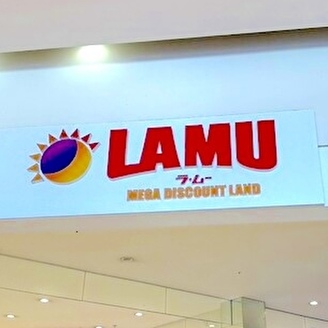 LAMU
ラ・ムー
MEGA DISCOUNT LAND